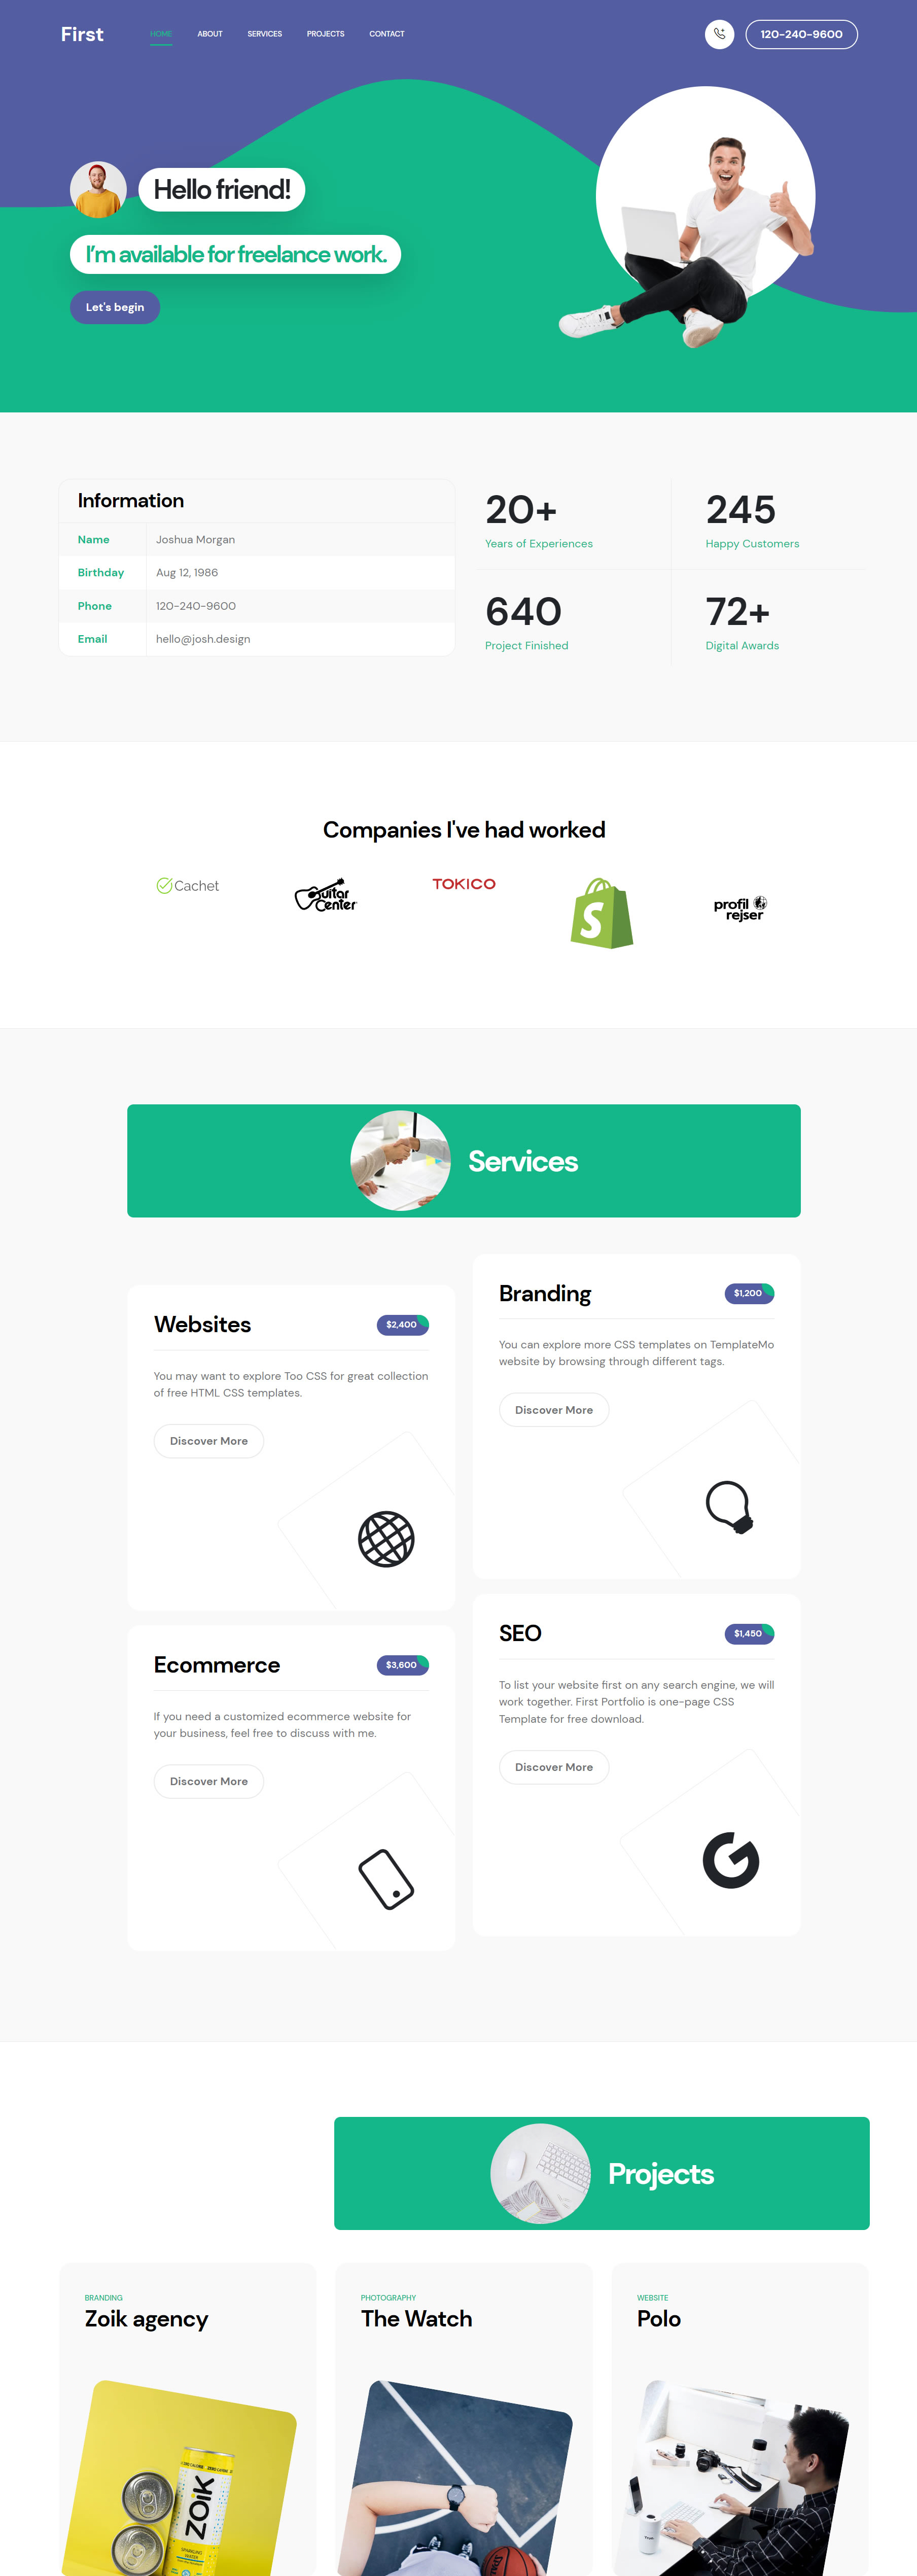 First
HOME
ABOUT
SERVICES
PROJECTS
CONTACT
120-240-9600
Hello friend!
I'm available for freelance work.
Let's begin
Information
Name
Joshua Morgan
Birthday
Aug 12, 1986
Phone
120-240-9600
Email
hello@josh.design
20+
Years of Experiences
245
Happy Customers
640
Project Finished
72+
Digital Awards
Companies I've had worked
Cachet
Guitar
Center
TOKICO
S
profil
rejser
Services
Websites
$2,400
You may want to explore Too CSS for great collection
of free HTML CSS templates.
Discover More
Branding
$1,200
You can explore more CSS templates on TemplateMo
website by browsing through different tags.
Discover More
Ecommerce
$3,600
If you need a customized ecommerce website for
your business, feel free to discuss with me.
Discover More
SEO
$1,450
To list your website first on any search engine, we will
work together. First Portfolio is one-page CSS
Template for free download.
Discover More
Projects
BRANDING
Zoik agency
PHOTOGRAPHY
The Watch
WEBSITE
Polo
ZOIK
SPARKLING
WATER